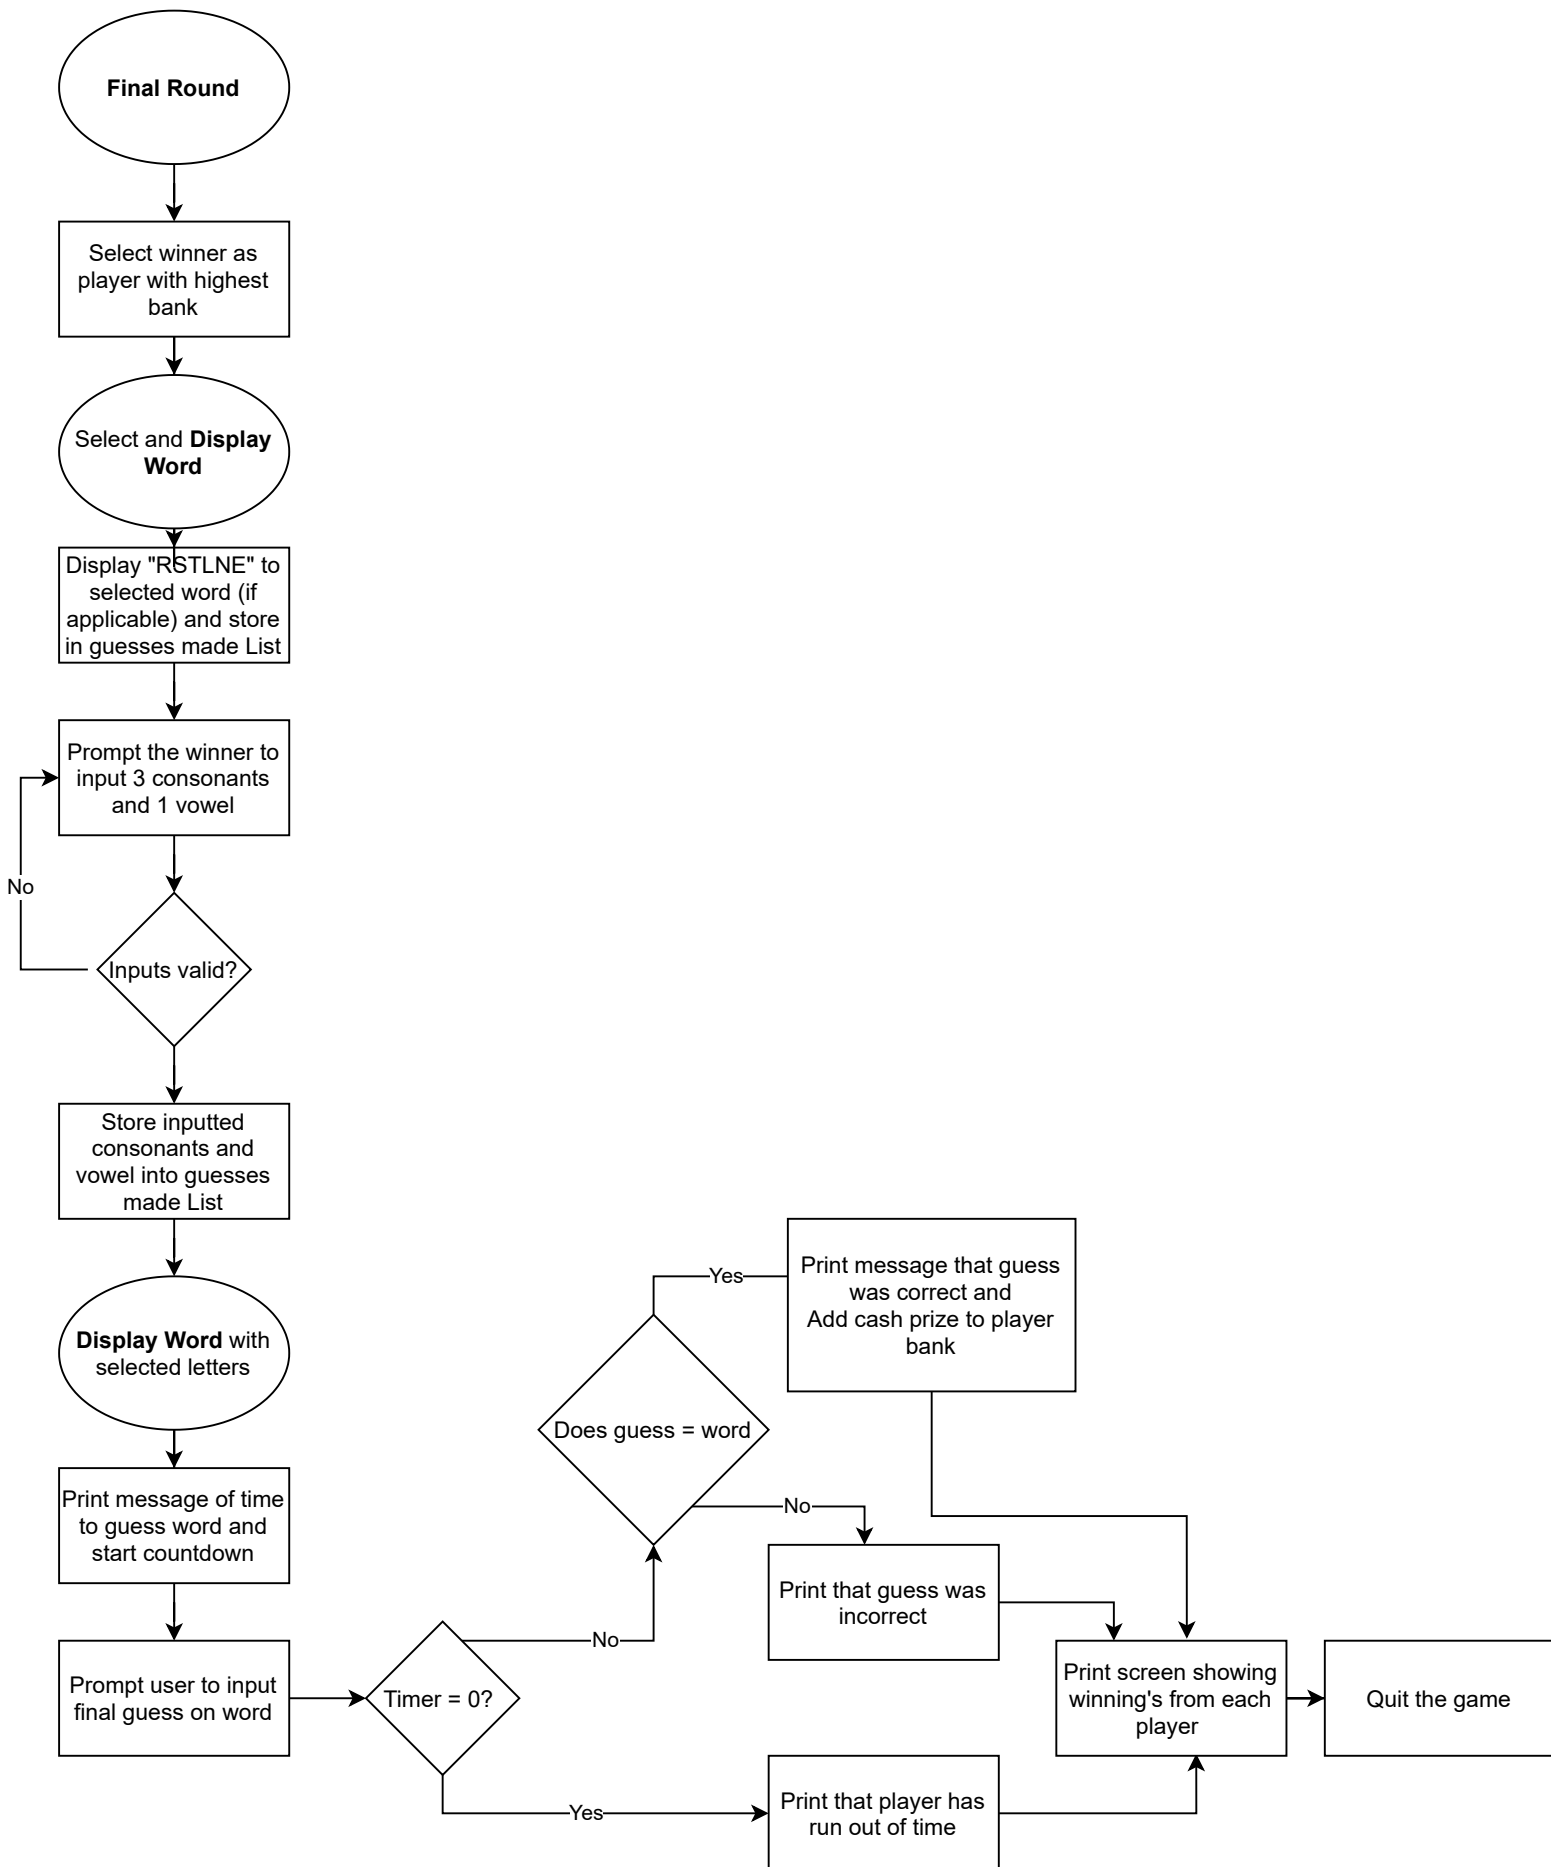 Final Round
Select winner as
player with highest
bank
Select and Display
Word
Display "RSTLNE" to
selected word (if
applicable) and store
in guesses made List
Prompt the winner to
input 3 consonants
and 1 vowel
No
Inputs valid?
Store inputted
consonants and
vowel into guesses
made List
Display Word with
selected letters
Print message of time
to guess word and
start countdown
Prompt user to input
final guess on word
Timer = 0?
No
Yes
Does guess = word
Yes
No
Print message that guess
was correct and
Add cash prize to player
bank
Print that guess was
incorrect
Print that player has
run out of time
Print screen showing
winning's from each
player
Quit the game